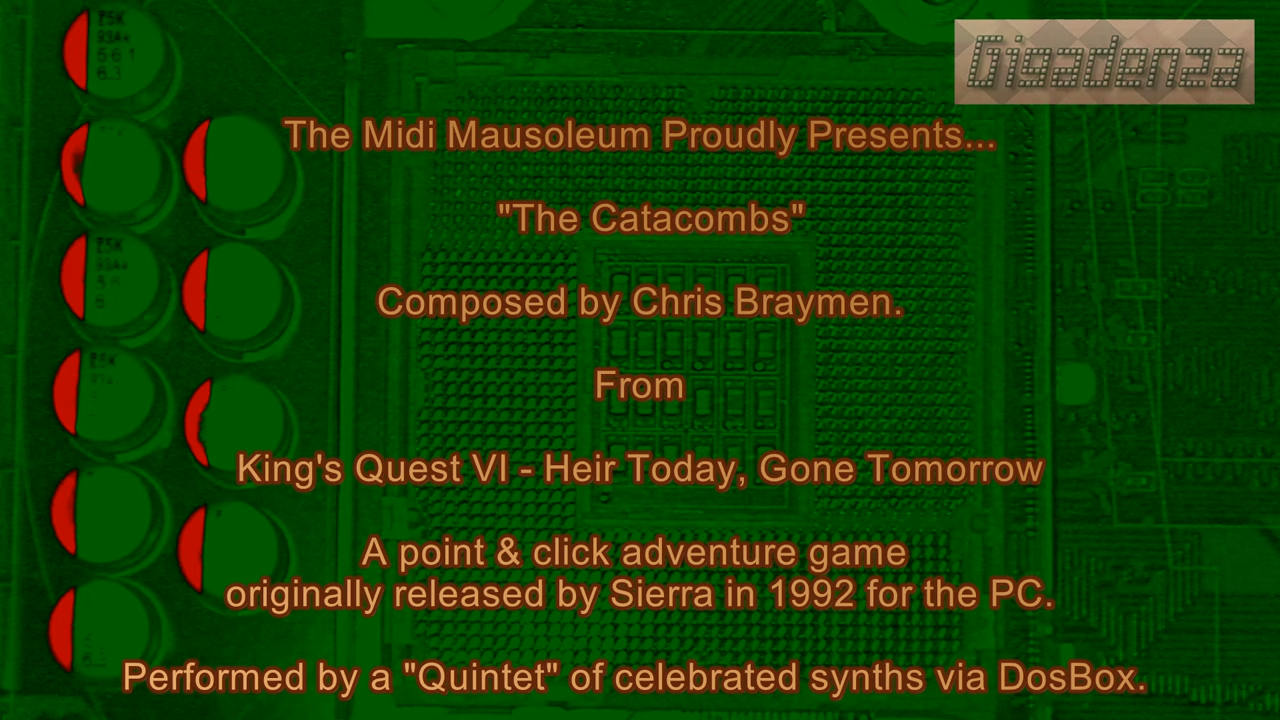 Gigadenza
The Midi Mausoleum Proudly Presents...
"The Catacombs"
Composed by Chris Braymen.
From
King's Quest VI - Heir Today, Gone Tomorrow
A point & click adventure game
originally released by Sierra in 1992 for the PC.
Performed by a "Quintet" of celebrated synths via DosBox.